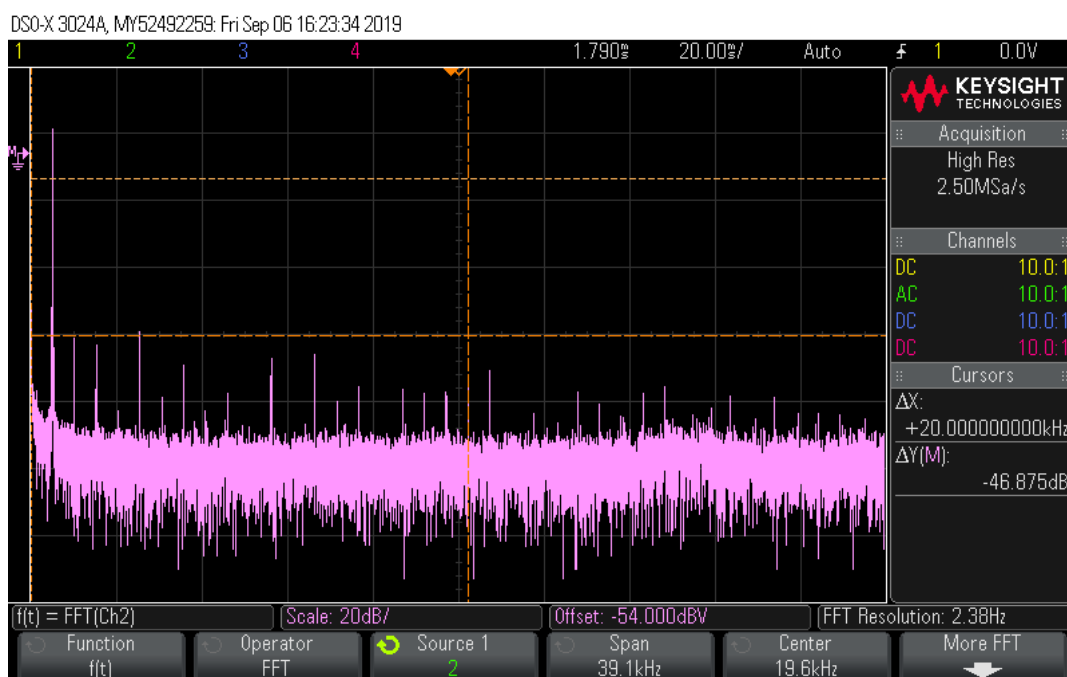 DSO-X 3024A, MY52492259: Fri Sep 06 16:23:34 2019
1 2 3 4 1.790s 20.00s/ Auto 1 0.0V
KEYSIGHT
TECHNOLOGIES
Acquisition
High Res
2.50MSa/s
Channels
DC 10.0:1
AC 10.0:1
DC 10.0:1
DC 10.0:1
Cursors
ΔX:
+20.000000000kHz
ΔY(M):
-46.875dB
M
f(t) = FFT(Ch2) Scale: 20dB/ Offset: -54.000dBV FFT Resolution: 2.38Hz
Function Operator Source 1 Span Center More FFT
f(t) FFT 2 39.1kHz 19.6kHz